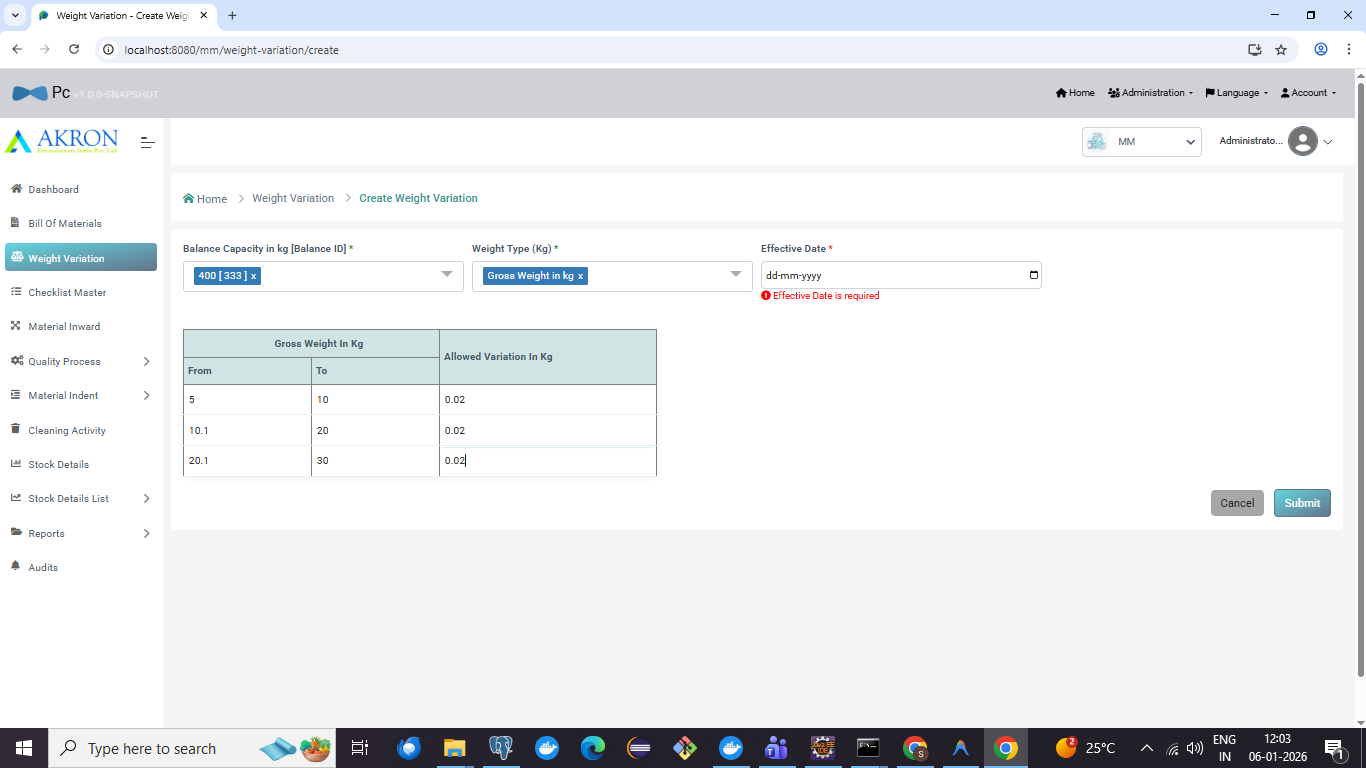 Weight Variation - Create Weig
localhost:8080/mm/weight-variation/create
Pc v1.0.0-SNAPSHOT
Home Administration Language Account
AKRON
Formulations India Pvt Ltd
MM
Administrato...
Dashboard
Bill Of Materials
Weight Variation
Checklist Master
Material Inward
Quality Process
Material Indent
Cleaning Activity
Stock Details
Stock Details List
Reports
Audits
Home > Weight Variation > Create Weight Variation
Balance Capacity in kg [Balance ID] * Weight Type (Kg) * Effective Date *
400 [ 333 ] x Gross Weight in kg x dd-mm-yyyy
Effective Date is required
Gross Weight In Kg Allowed Variation In Kg
From To
5 10 0.02
10.1 20 0.02
20.1 30 0.02
Cancel Submit
Type here to search
25°C
ENG
IN
12:03
06-01-2026